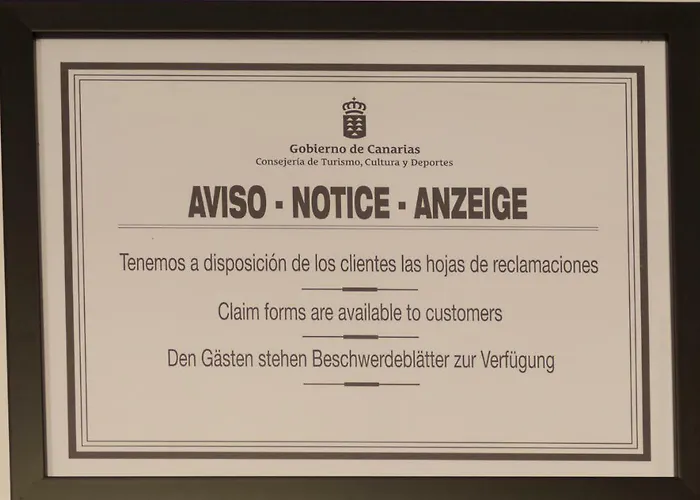 Gobierno de Canarias
Consejería de Turismo, Cultura y Deportes
AVISO - NOTICE - ANZEIGE
Tenemos a disposición de los clientes las hojas de reclamaciones
Claim forms are available to customers
Den Gästen stehen Beschwerdeblätter zur Verfügung